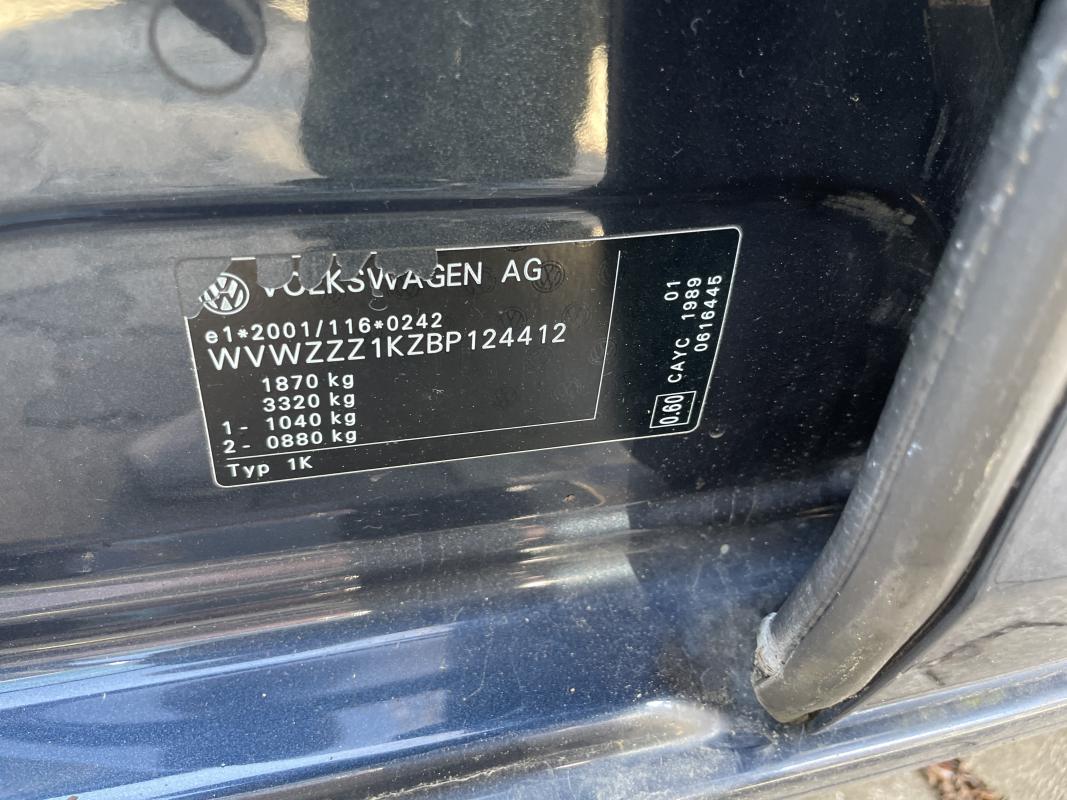 VOLKSWAGEN AG
e1*2001/116*0242
WVWZZZ1KZBP124412
1870 kg
3320 kg
1- 1040 kg
2- 0880 kg
Typ 1K
0.60 CAYC 01
1989
0616445